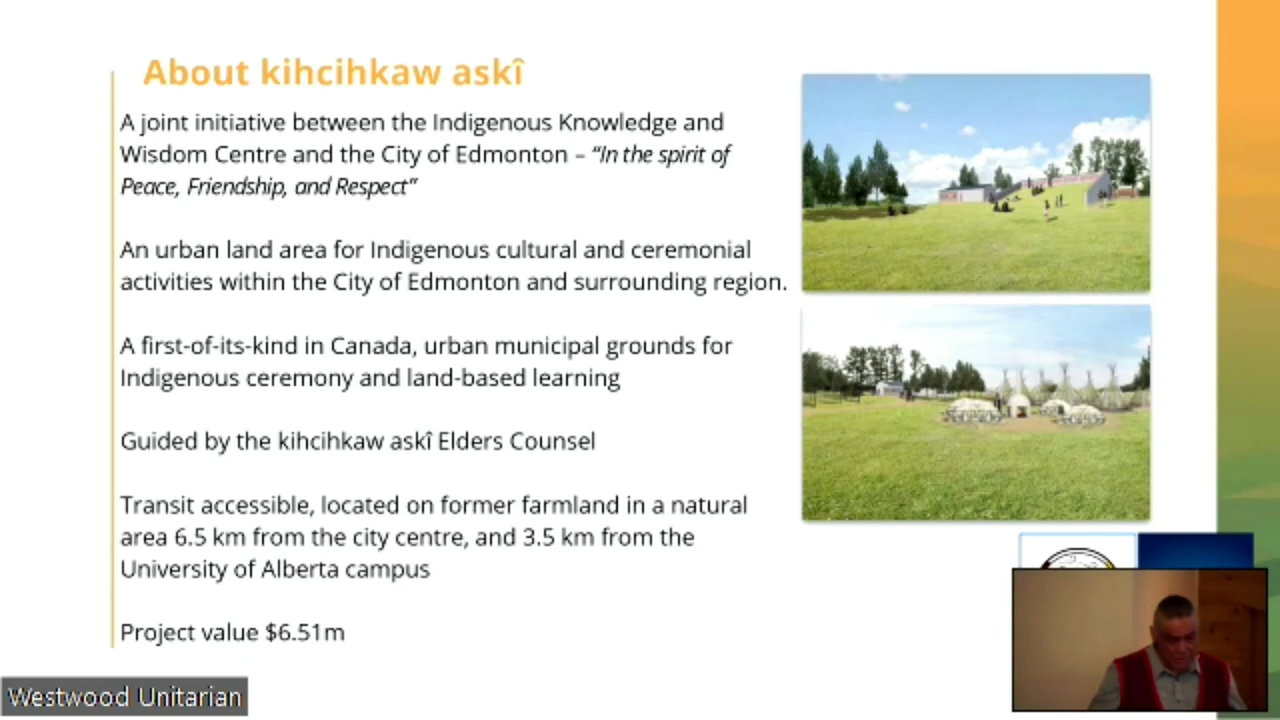 About kihcihkaw askî
A joint initiative between the Indigenous Knowledge and
Wisdom Centre and the City of Edmonton – “In the spirit of
Peace, Friendship, and Respect”
An urban land area for Indigenous cultural and ceremonial
activities within the City of Edmonton and surrounding region.
A first-of-its-kind in Canada, urban municipal grounds for
Indigenous ceremony and land-based learning
Guided by the kihcihkaw askî Elders Counsel
Transit accessible, located on former farmland in a natural
area 6.5 km from the city centre, and 3.5 km from the
University of Alberta campus
Project value $6.51m
Westwood Unitarian